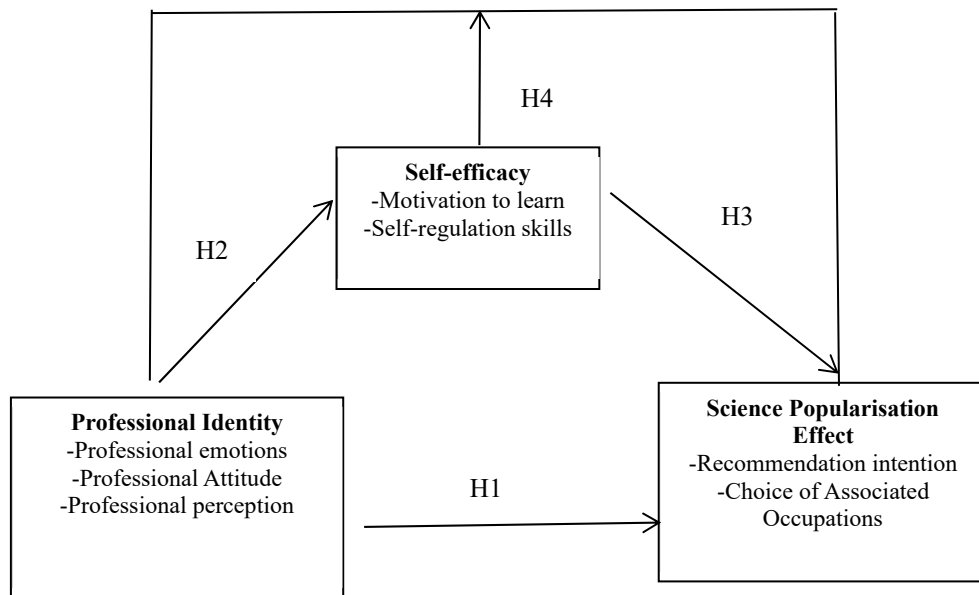 H4
Self-efficacy
-Motivation to learn
-Self-regulation skills
H3
H2
Professional Identity
-Professional emotions
-Professional Attitude
-Professional perception
H1
Science Popularisation
Effect
-Recommendation intention
-Choice of Associated
Occupations